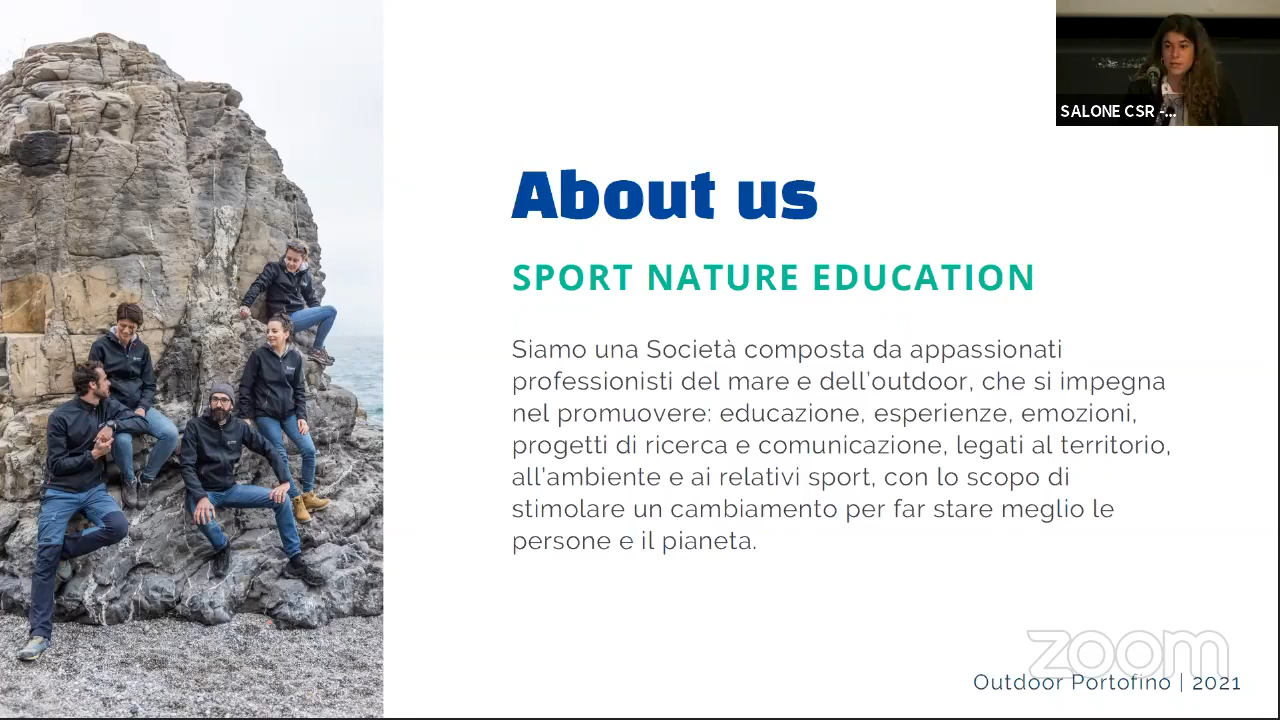 SALONE CSR -...
About us
SPORT NATURE EDUCATION
Siamo una Società composta da appassionati
professionisti del mare e dell'outdoor, che si impegna
nel promuovere: educazione, esperienze, emozioni,
progetti di ricerca e comunicazione, legati al territorio,
all'ambiente e ai relativi sport, con lo scopo di
stimolare un cambiamento per far stare meglio le
persone e il pianeta.
zoom
Outdoor Portofino | 2021